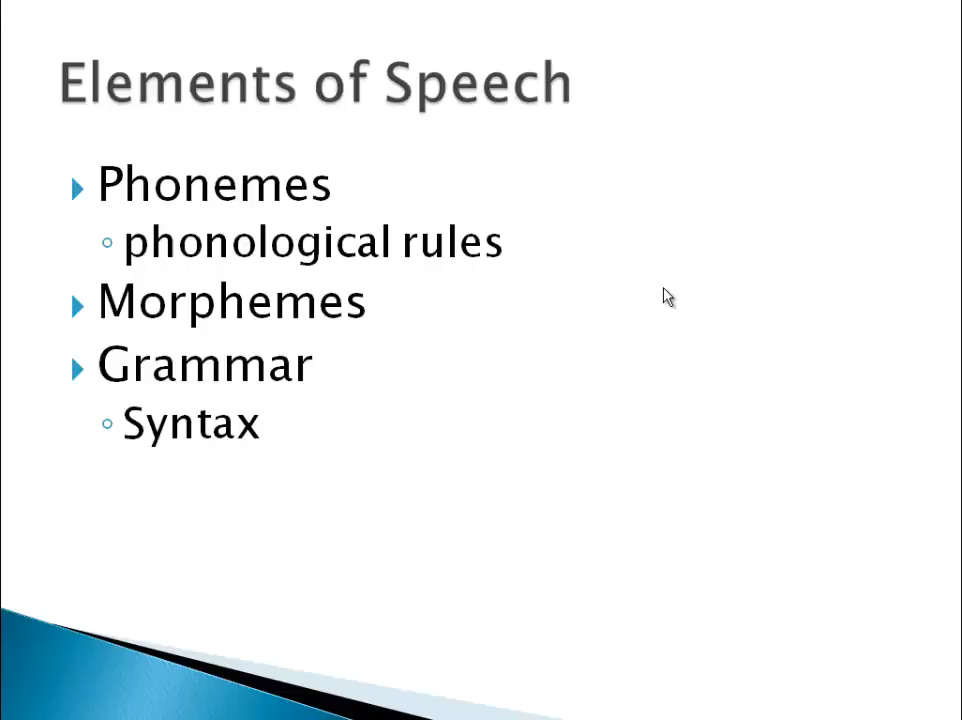 Elements of Speech
Phonemes
phonological rules
Morphemes
Grammar
Syntax